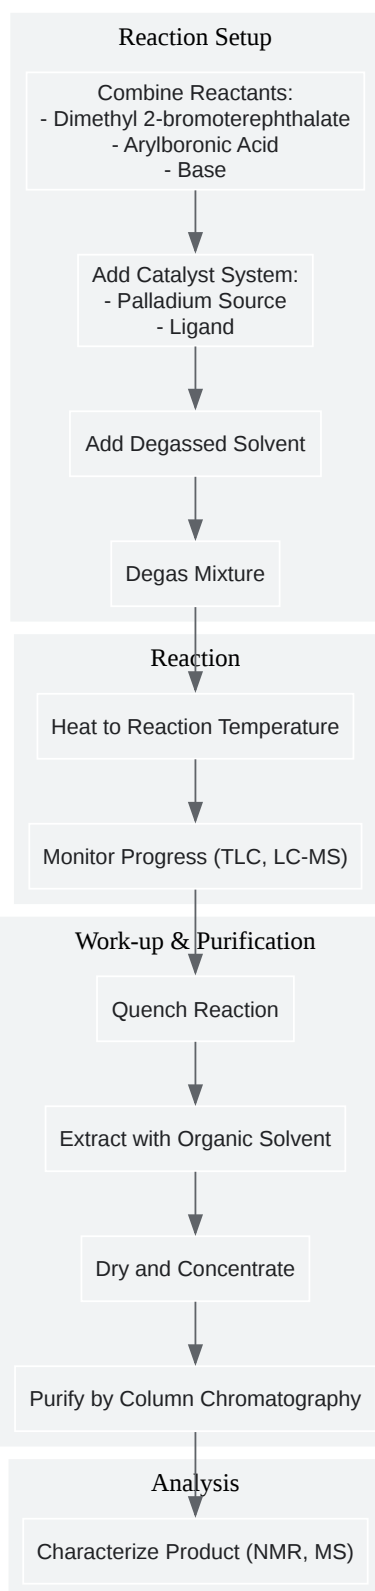 Reaction Setup
Combine Reactants:
- Dimethyl 2-bromoterephthalate
- Arylboronic Acid
- Base
Add Catalyst System:
- Palladium Source
- Ligand
Add Degassed Solvent
Degas Mixture
Reaction
Heat to Reaction Temperature
Monitor Progress (TLC, LC-MS)
Work-up & Purification
Quench Reaction
Extract with Organic Solvent
Dry and Concentrate
Purify by Column Chromatography
Analysis
Characterize Product (NMR, MS)